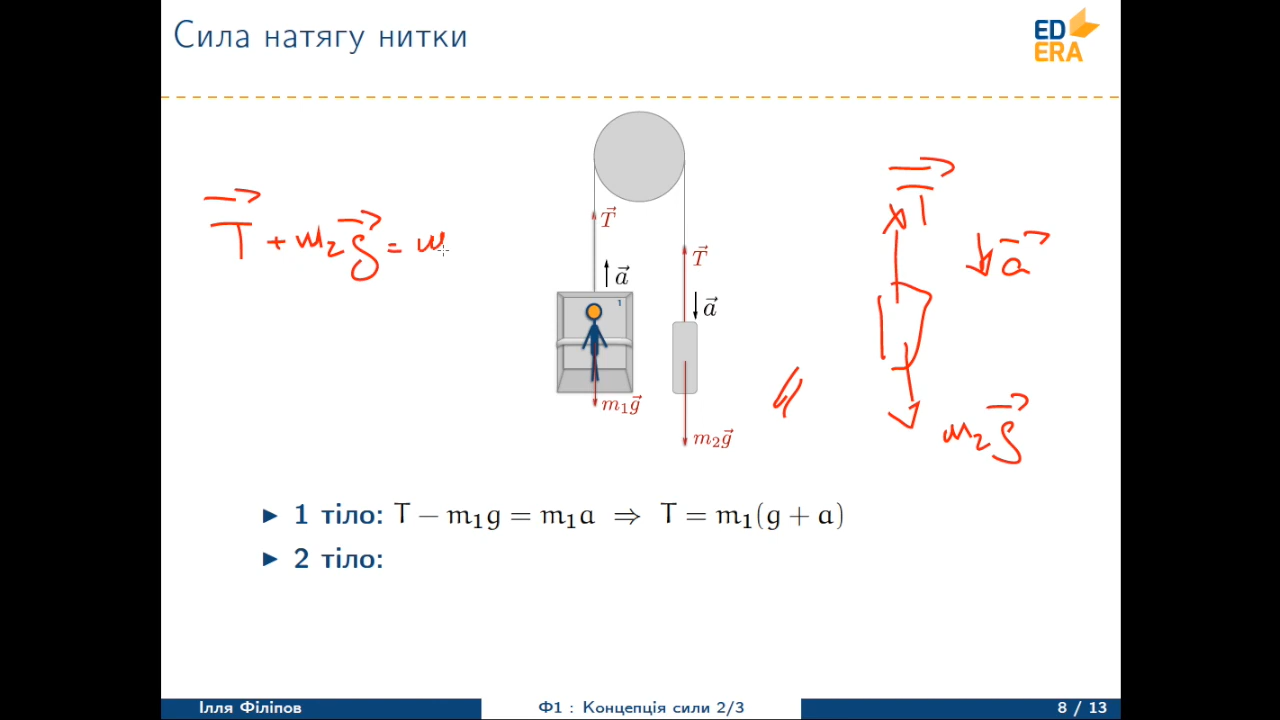 Сила натягу нитки
ED
ERA
T + m₂g = m
T
a
m₂g
T
T
a
a
1
m₁g
m₂g
▶ 1 тіло: T − m₁g = m₁a ⇒ T = m₁(g + a)
▶ 2 тіло:
Ілля Філіпов
Ф1 : Концепція сили 2/3
8 / 13